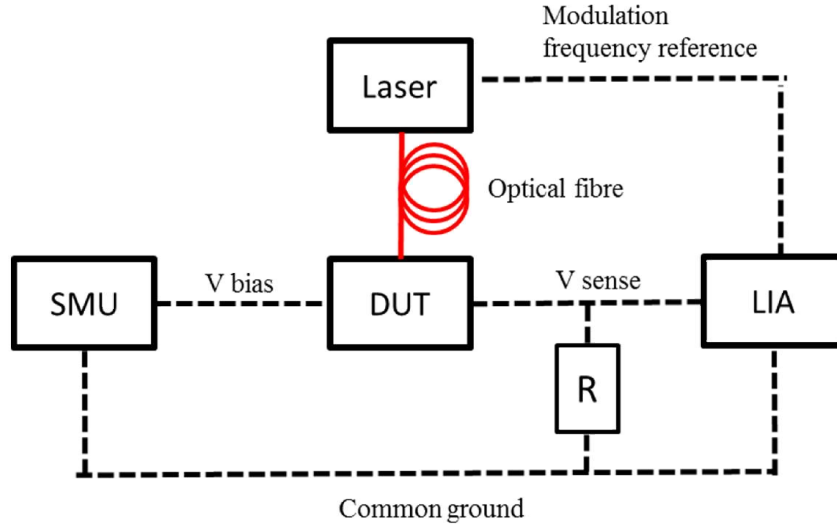 Modulation
frequency reference
Laser
Optical fibre
SMU
V bias
DUT
V sense
LIA
R
Common ground